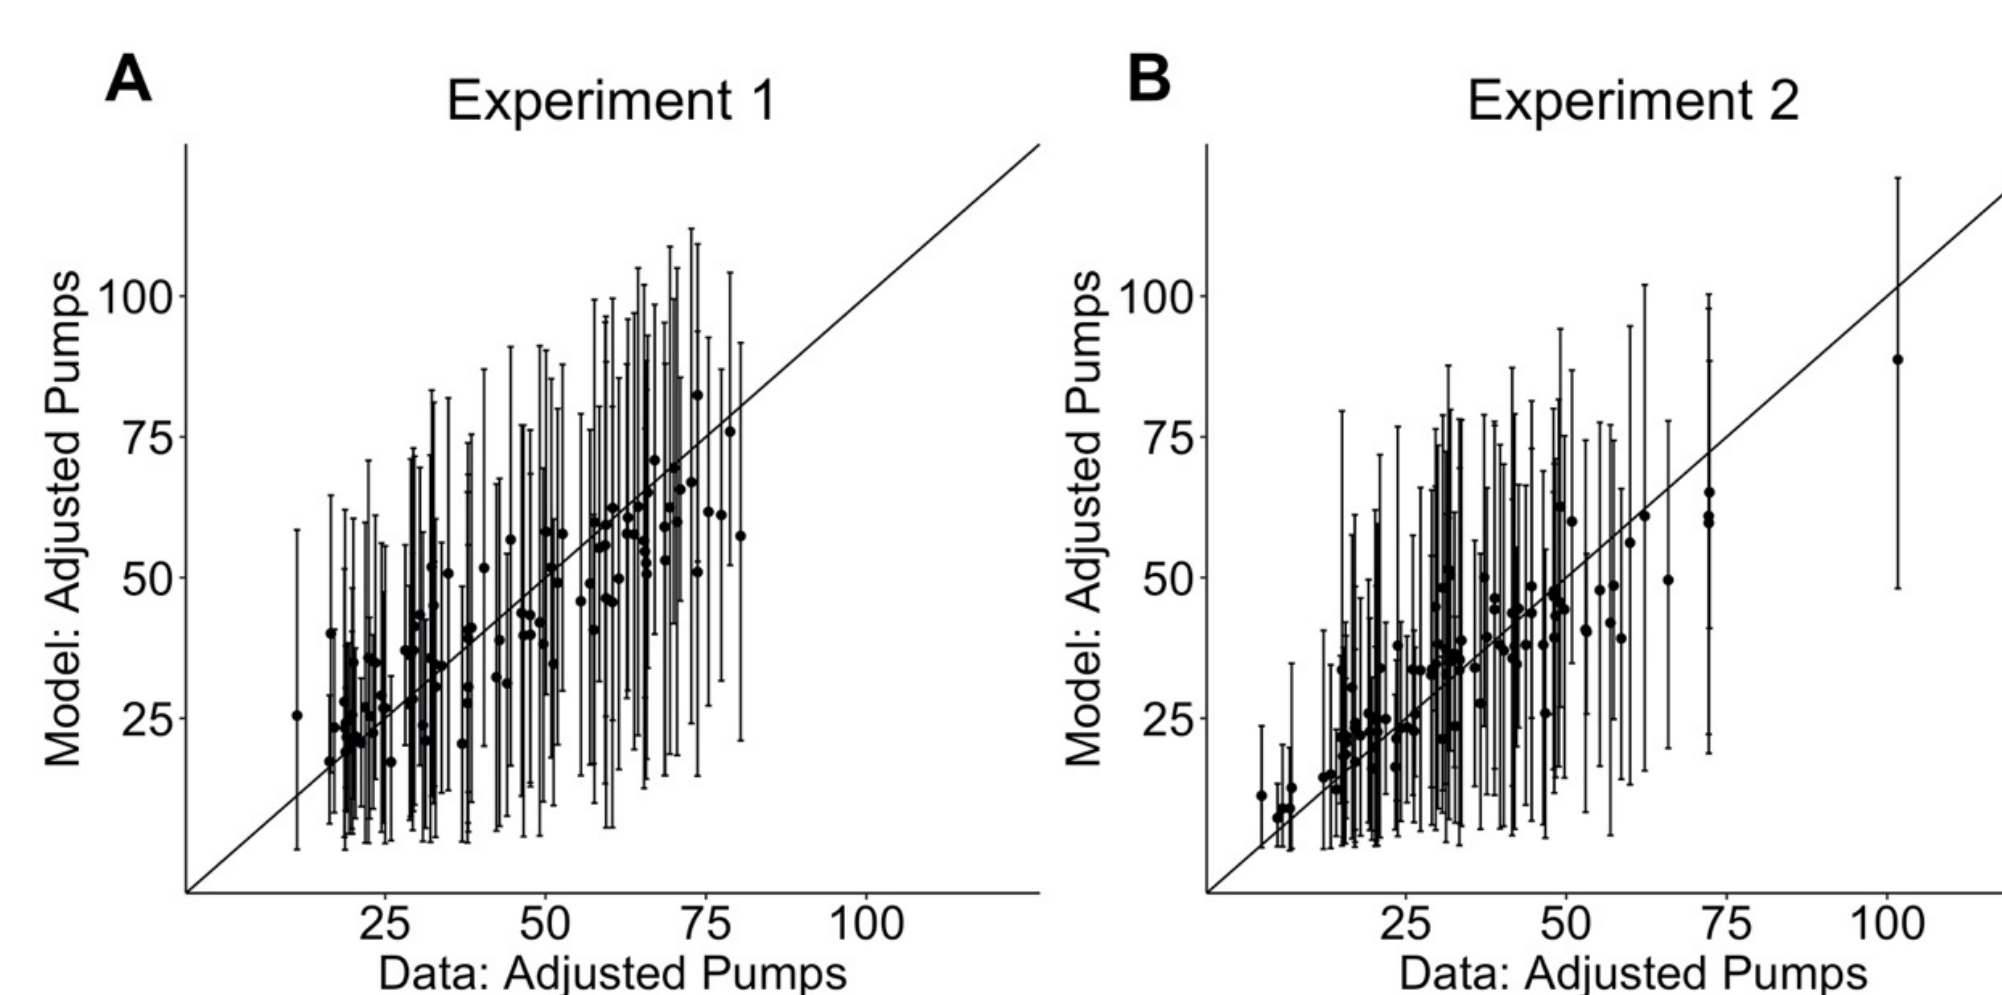 A
Experiment 1
Model: Adjusted Pumps
100
75
50
25
25 50 75 100
Data: Adjusted Pumps
B
Experiment 2
Model: Adjusted Pumps
100
75
50
25
25 50 75 100
Data: Adjusted Pumps